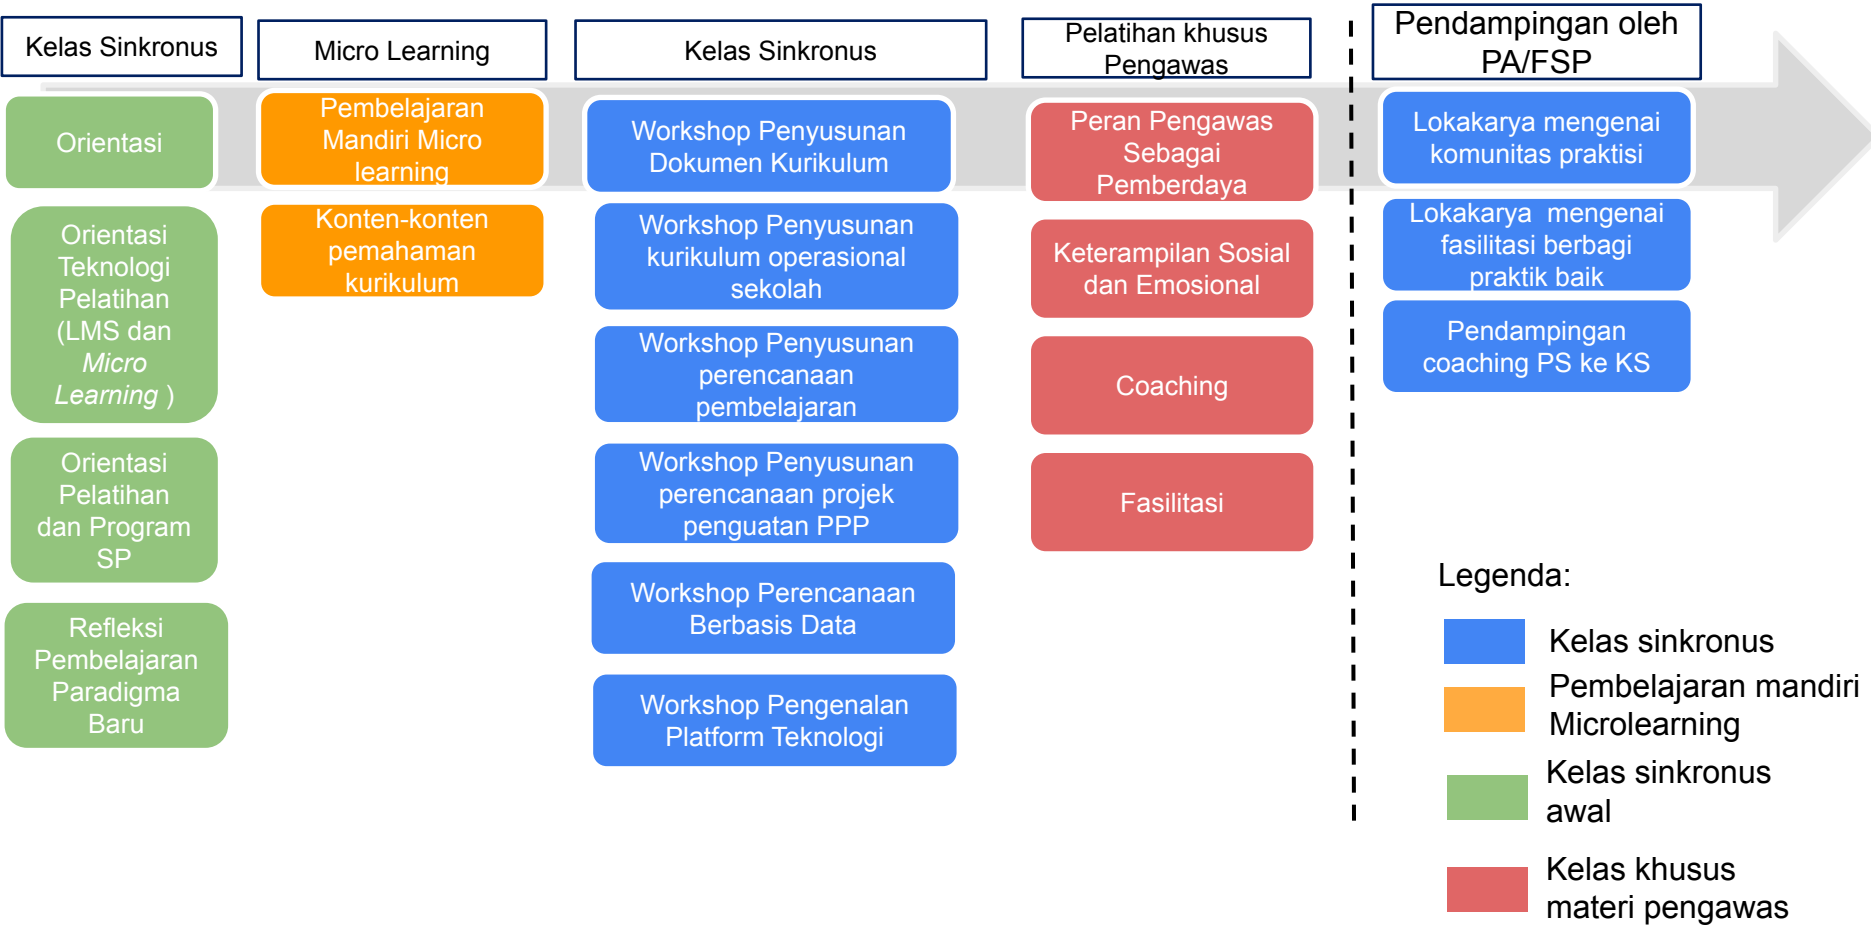 Kelas Sinkronus
Orientasi
Orientasi
Teknologi
Pelatihan
(LMS dan
Micro
Learning )
Orientasi
Pelatihan
dan Program
SP
Refleksi
Pembelajaran
Paradigma
Baru
Micro Learning
Pembelajaran
Mandiri Micro
learning
Konten-konten
pemahaman
kurikulum
Kelas Sinkronus
Workshop Penyusunan
Dokumen Kurikulum
Workshop Penyusunan
kurikulum operasional
sekolah
Workshop Penyusunan
perencanaan
pembelajaran
Workshop Penyusunan
perencanaan projek
penguatan PPP
Workshop Perencanaan
Berbasis Data
Workshop Pengenalan
Platform Teknologi
Pelatihan khusus
Pengawas
Peran Pengawas
Sebagai
Pemberdaya
Keterampilan Sosial
dan Emosional
Coaching
Fasilitasi
Pendampingan oleh
PA/FSP
Lokakarya mengenai
komunitas praktisi
Lokakarya  mengenai
fasilitasi berbagi
praktik baik
Pendampingan
coaching PS ke KS
Legenda:
Kelas sinkronus
Pembelajaran mandiri
Microlearning
Kelas sinkronus
awal
Kelas khusus
materi pengawas